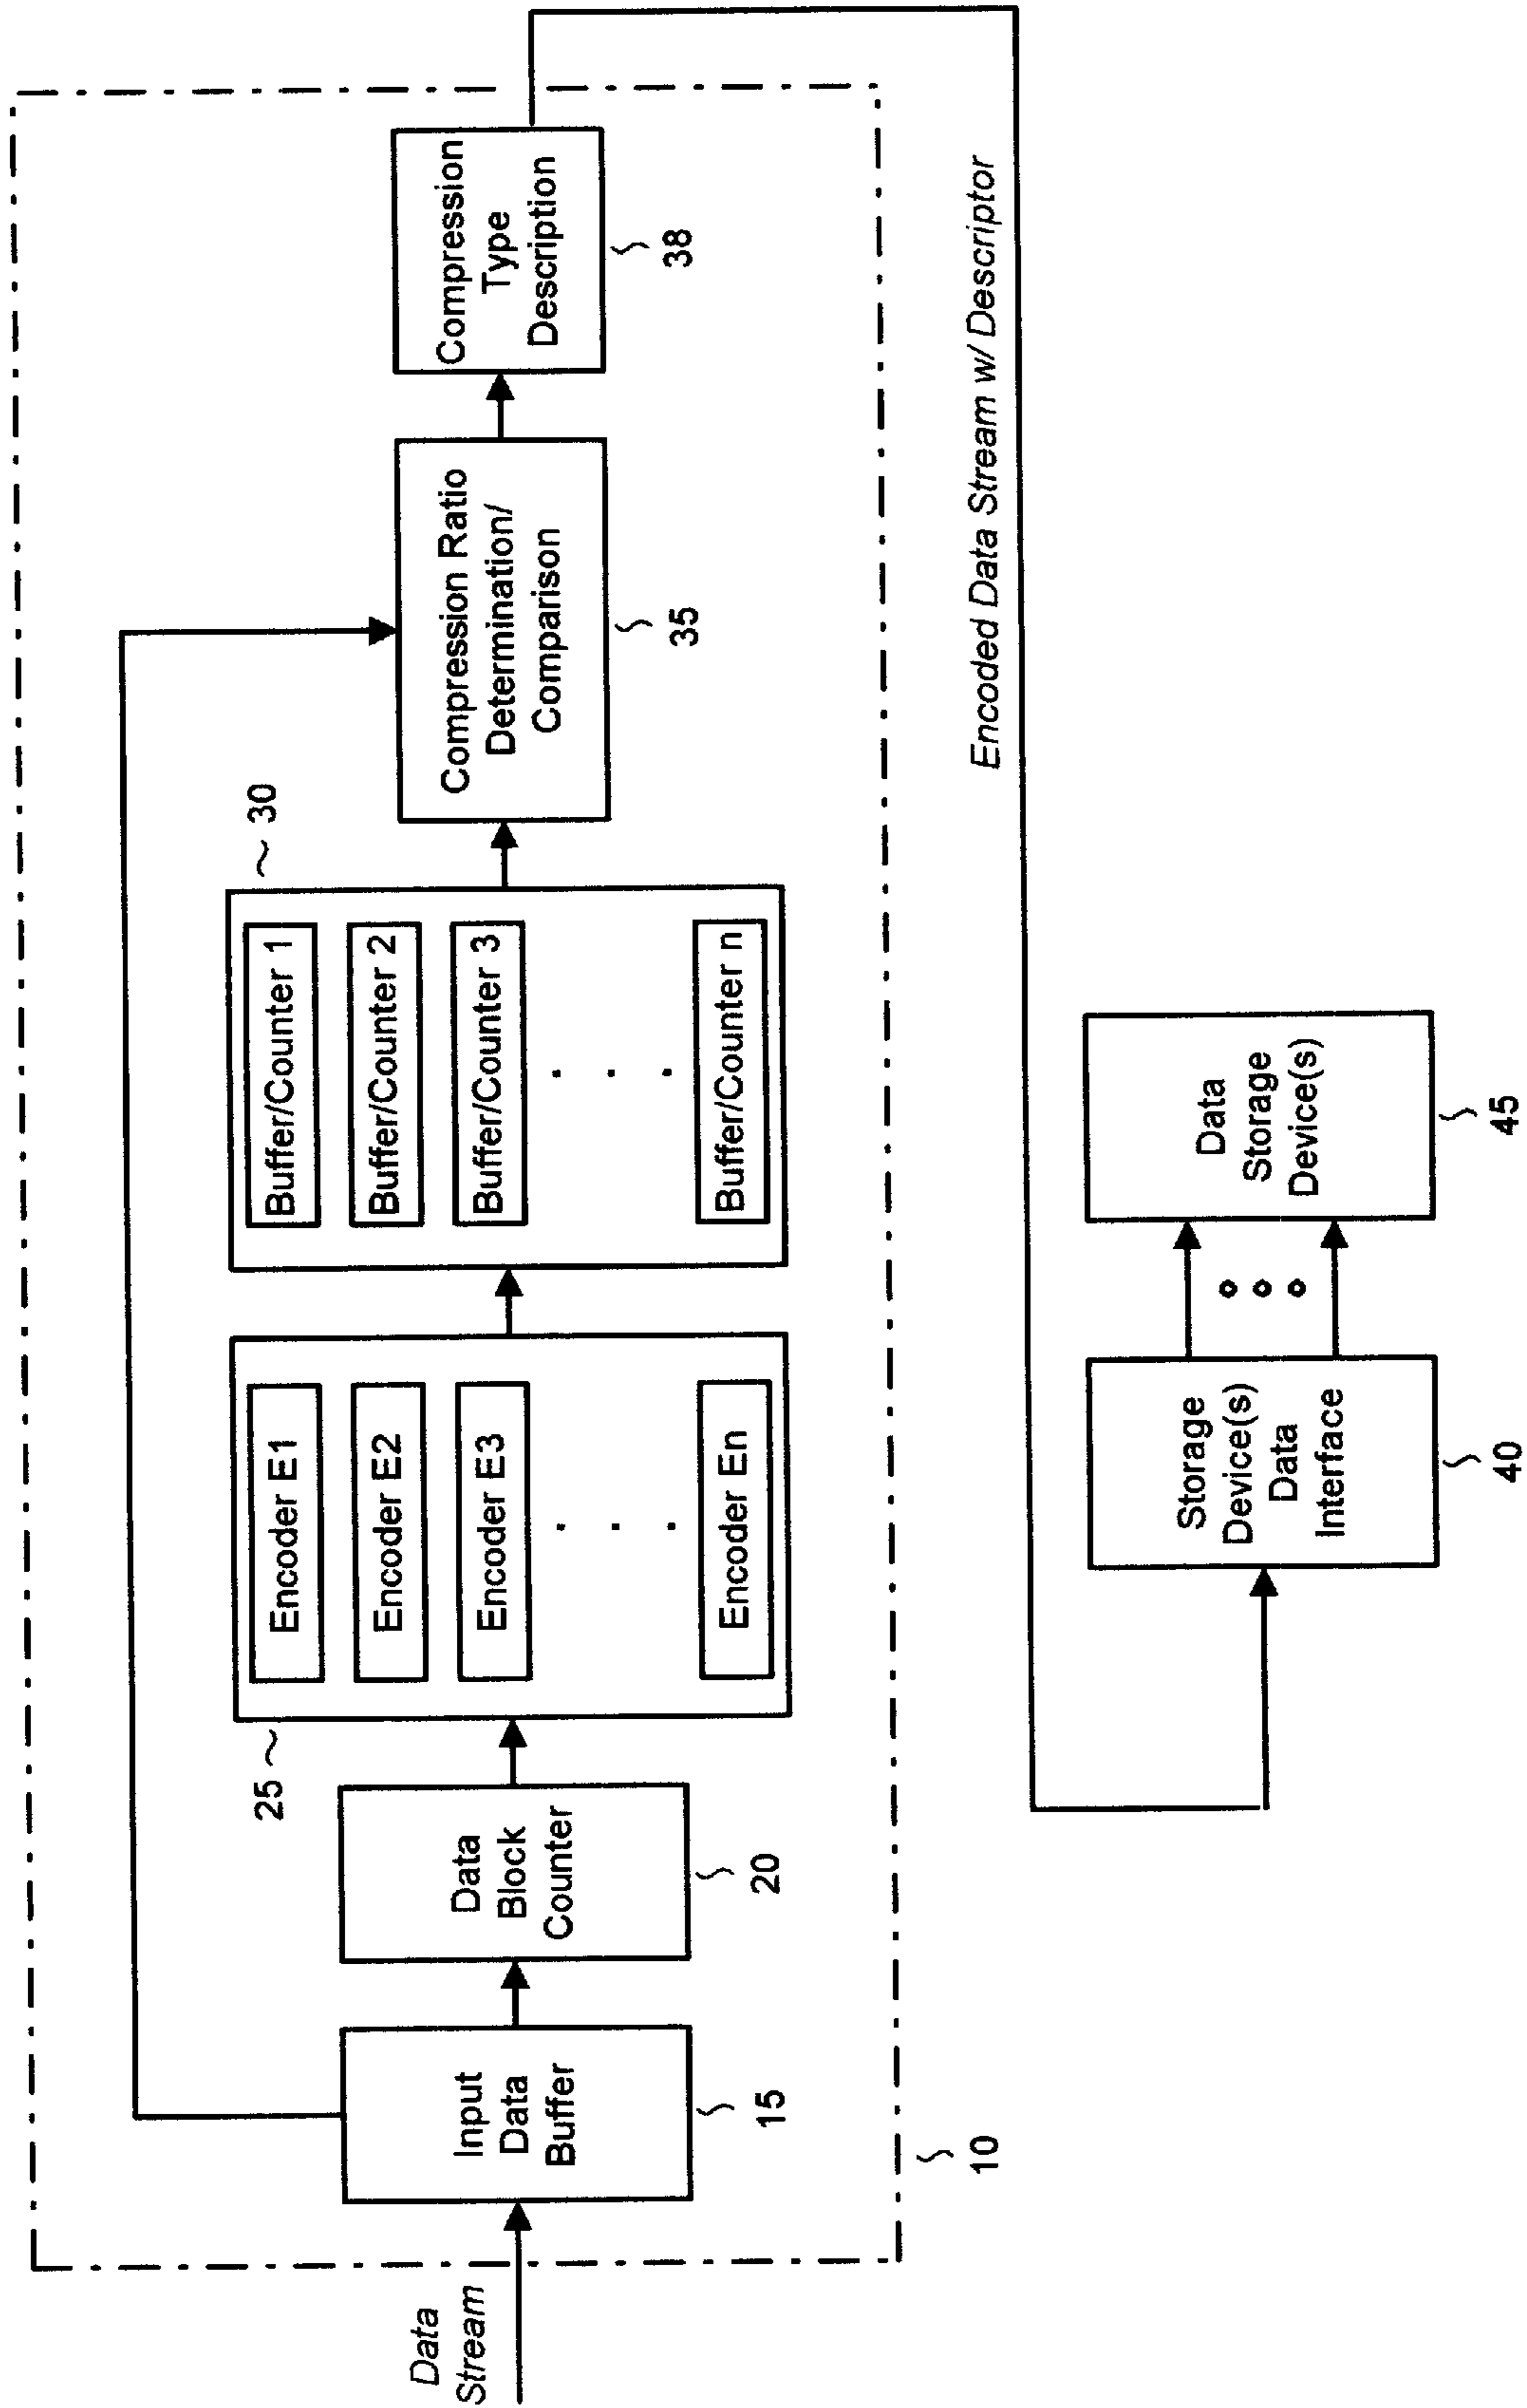 Data
Stream
Input
Data
Buffer
15
10
Data
Block
Counter
20
25
Encoder E1
Encoder E2
Encoder E3
. . .
Encoder En
30
Buffer/Counter 1
Buffer/Counter 2
Buffer/Counter 3
. . .
Buffer/Counter n
Compression Ratio
Determination/
Comparison
35
Compression
Type
Description
38
Encoded Data Stream w/ Descriptor
Storage
Device(s)
Data
Interface
40
Data
Storage
Device(s)
45